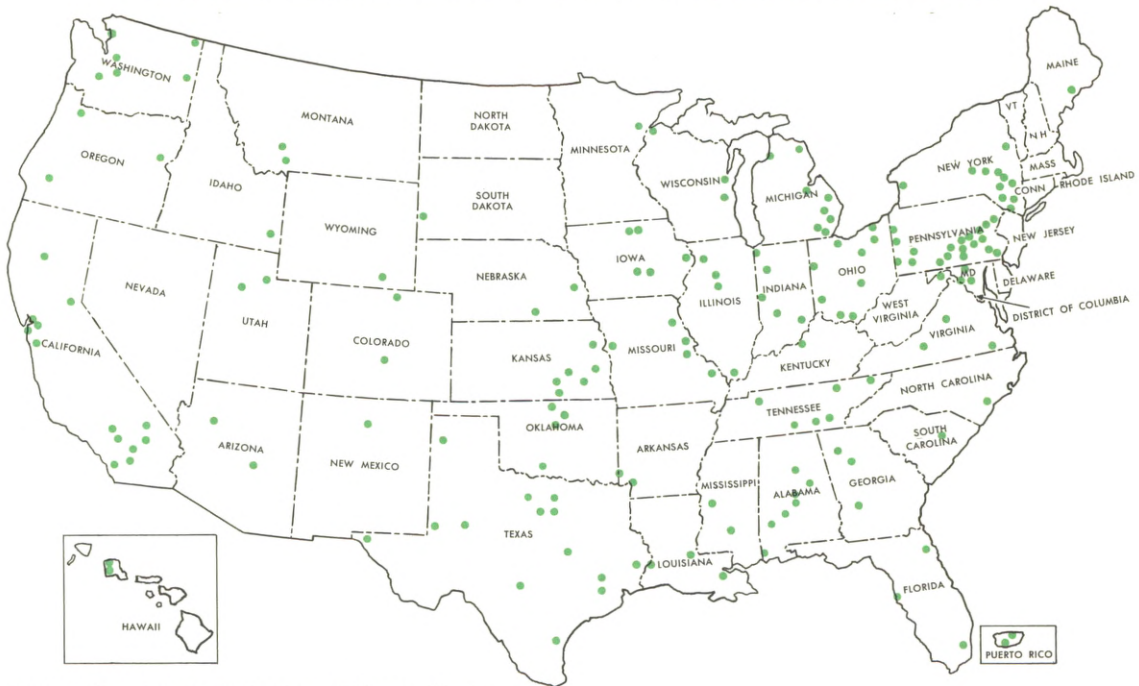 WASHINGTON
MONTANA
NORTH
DAKOTA
MINNESOTA
MAINE
VT
N H
OREGON
IDAHO
WISCONSIN
MICHIGAN
NEW YORK
MASS
CONN
RHODE ISLAND
SOUTH
DAKOTA
WYOMING
PENNSYLVANIA
NEW JERSEY
IOWA
NEBRASKA
OHIO
MD
DELAWARE
NEVADA
ILLINOIS
INDIANA
WEST
VIRGINIA
DISTRICT OF COLUMBIA
UTAH
COLORADO
CALIFORNIA
KANSAS
MISSOURI
VIRGINIA
KENTUCKY
NORTH CAROLINA
TENNESSEE
OKLAHOMA
SOUTH
CAROLINA
ARIZONA
NEW MEXICO
ARKANSAS
MISSISSIPPI
ALABAMA
GEORGIA
TEXAS
LOUISIANA
FLORIDA
HAWAII
PUERTO RICO